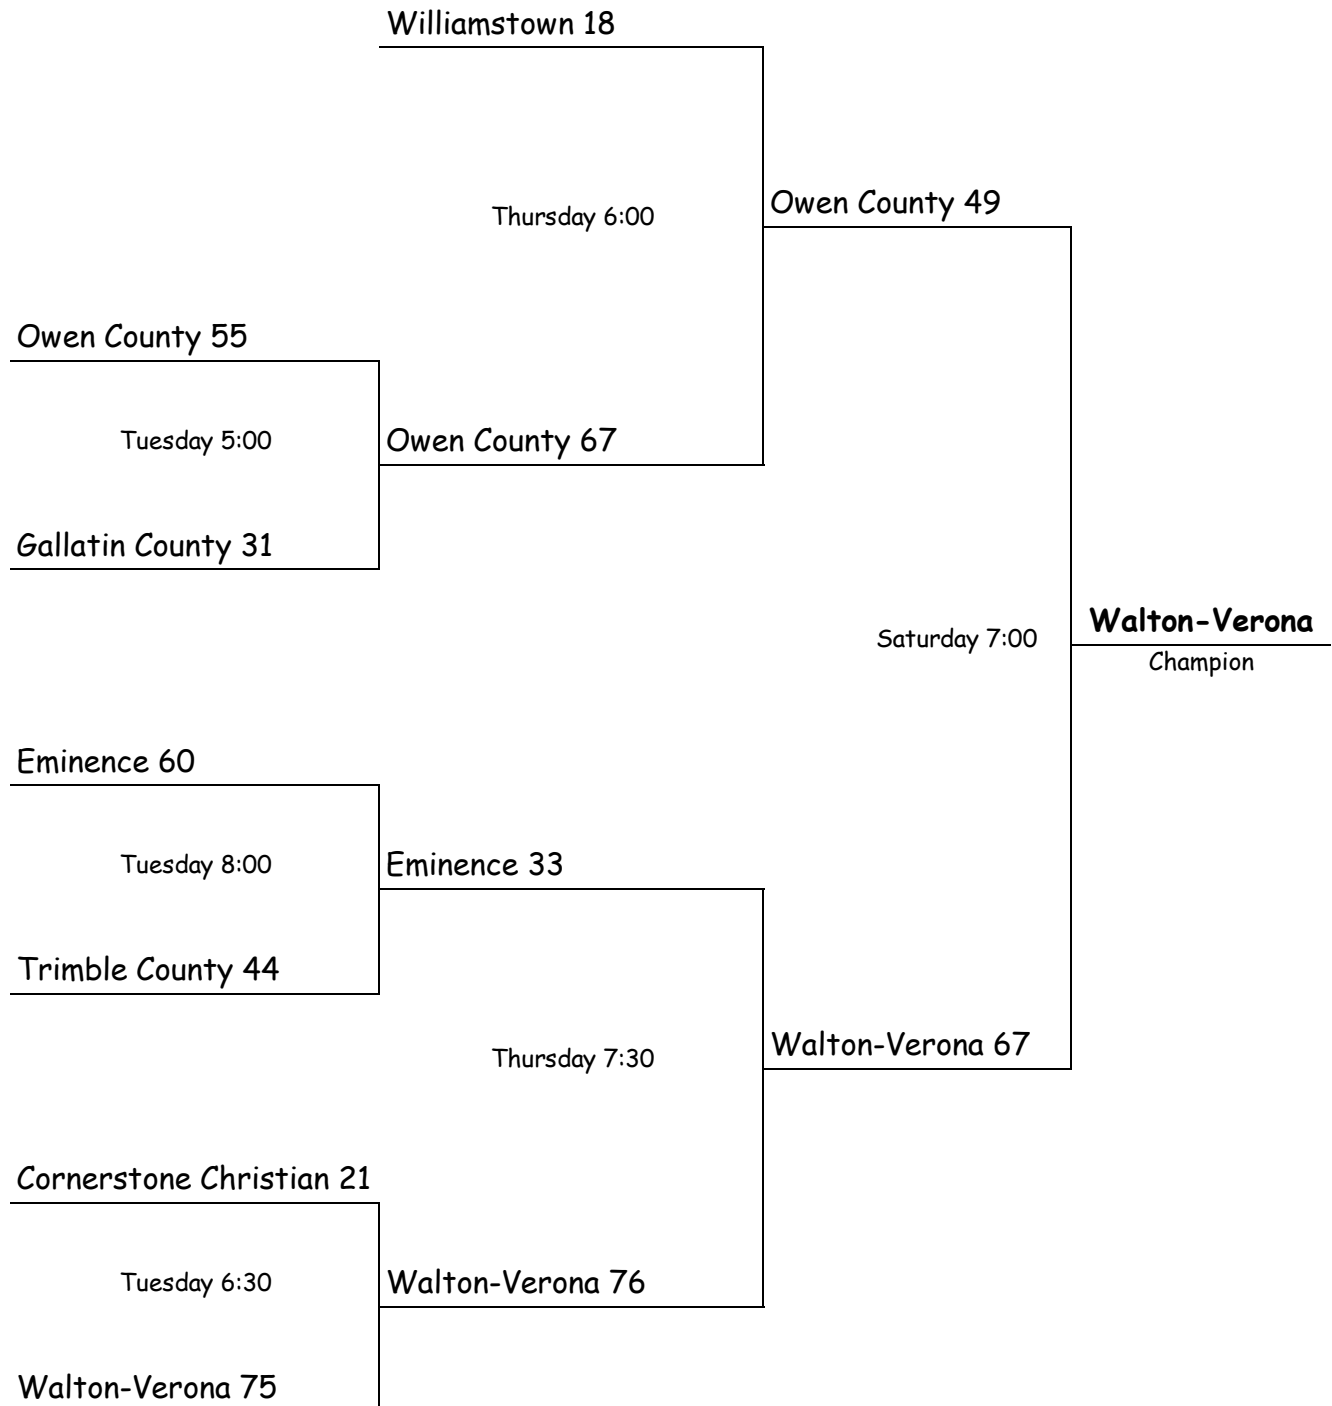 Williamstown 18
Thursday 6:00
Owen County 49
Owen County 55
Tuesday 5:00
Owen County 67
Gallatin County 31
Saturday 7:00
Walton-Verona
Champion
Eminence 60
Tuesday 8:00
Eminence 33
Trimble County 44
Thursday 7:30
Walton-Verona 67
Cornerstone Christian 21
Tuesday 6:30
Walton-Verona 76
Walton-Verona 75